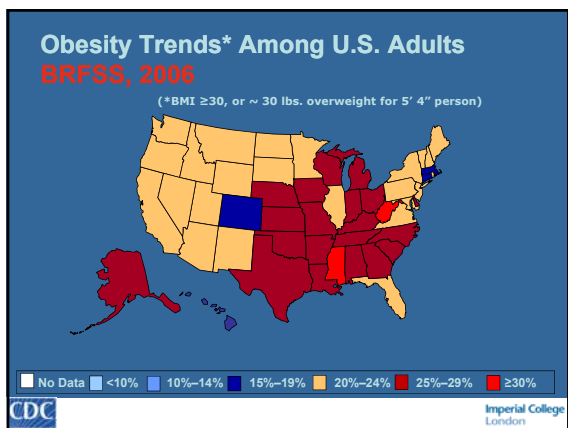 Obesity Trends* Among U.S. Adults
BRFSS, 2006
(*BMI ≥30, or ~ 30 lbs. overweight for 5’ 4” person)
No Data <10% 10%–14% 15%–19% 20%–24% 25%–29% ≥30%
CDC
Imperial College
London